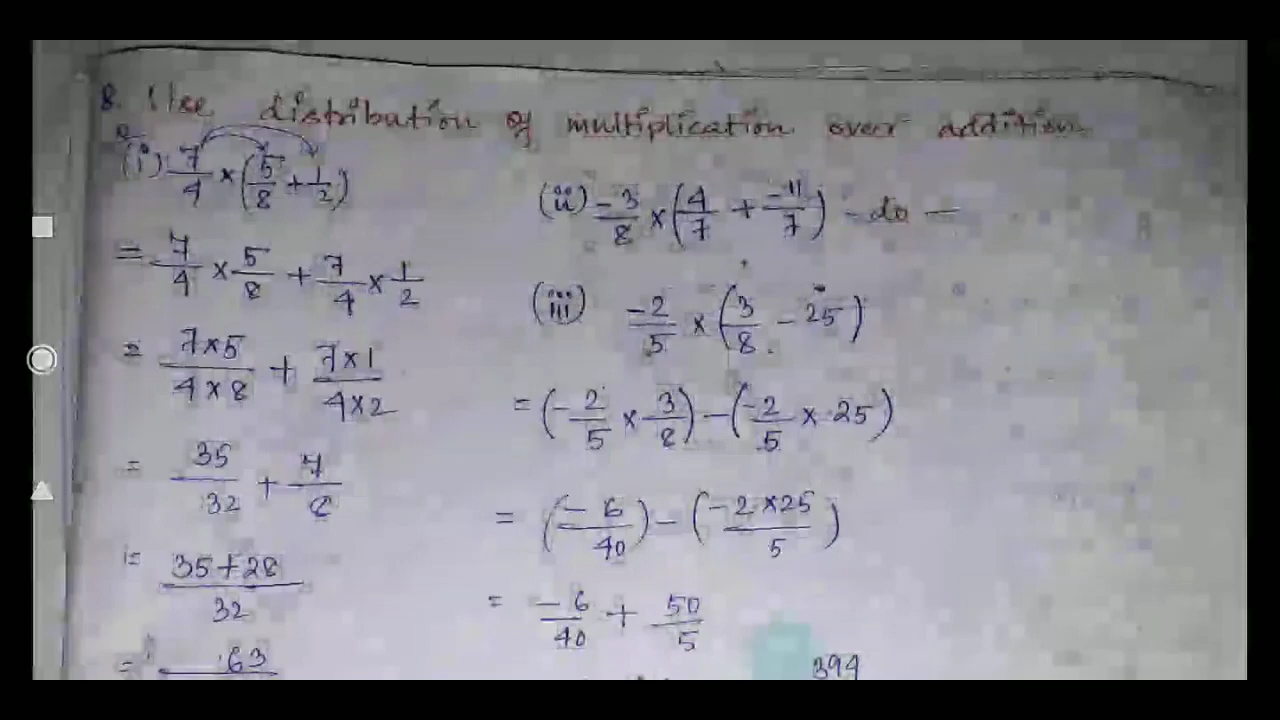 8. Use distribution of multiplication over addition
(i) 7/4 × (5/8 + 1/2)
= 7/4 × 5/8 + 7/4 × 1/2
= 7×5/4×8 + 7×1/4×2
= 35/32 + 7/8
= 35+28/32
= 63
(ii) -3/8 × (4/7 + -11/7) - do -
(iii) -2/5 × (3/8 - 25)
= (-2/5 × 3/8) - (-2/5 × 25)
= (-6/40) - (-2×25/5)
= -6/40 + 50/5
394